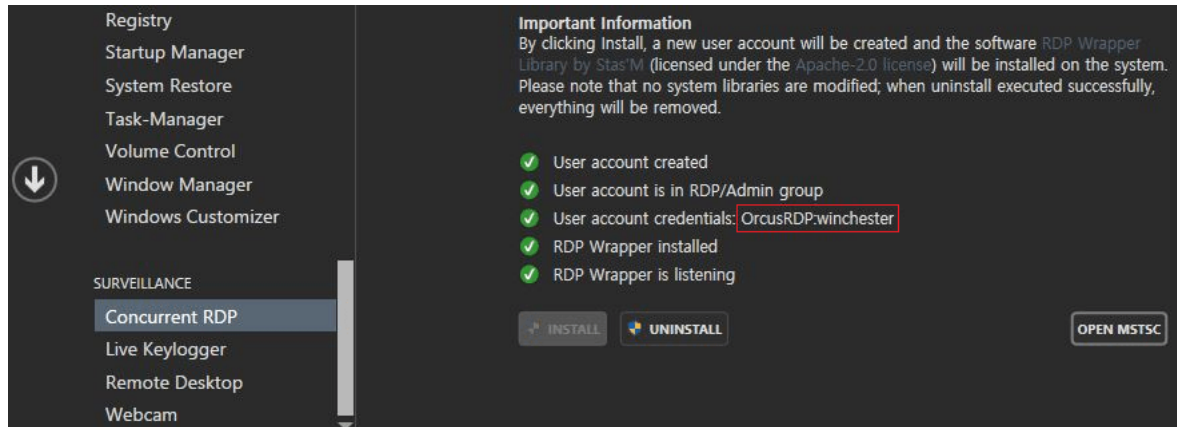 Registry
Startup Manager
System Restore
Task-Manager
Volume Control
Window Manager
Windows Customizer
SURVEILLANCE
Concurrent RDP
Live Keylogger
Remote Desktop
Webcam
Important Information
By clicking Install, a new user account will be created and the software RDP Wrapper
Library by Stas'M (licensed under the Apache-2.0 license) will be installed on the system.
Please note that no system libraries are modified; when uninstall executed successfully,
everything will be removed.
User account created
User account is in RDP/Admin group
User account credentials: OrcusRDP:winchester
RDP Wrapper installed
RDP Wrapper is listening
INSTALL
UNINSTALL
OPEN MSTSC